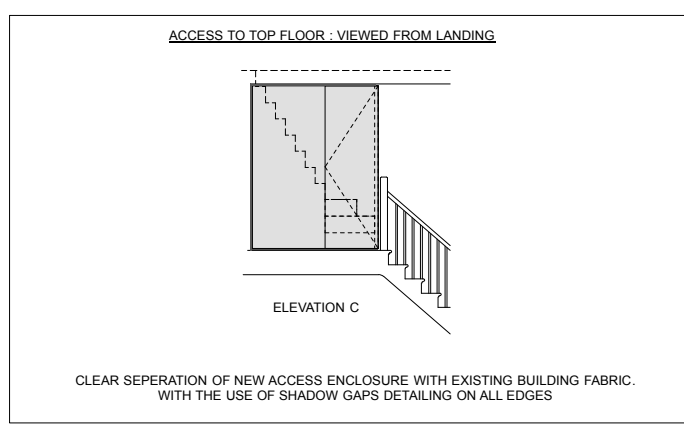 ACCESS TO TOP FLOOR : VIEWED FROM LANDING
ELEVATION C
CLEAR SEPERATION OF NEW ACCESS ENCLOSURE WITH EXISTING BUILDING FABRIC.
WITH THE USE OF SHADOW GAPS DETAILING ON ALL EDGES